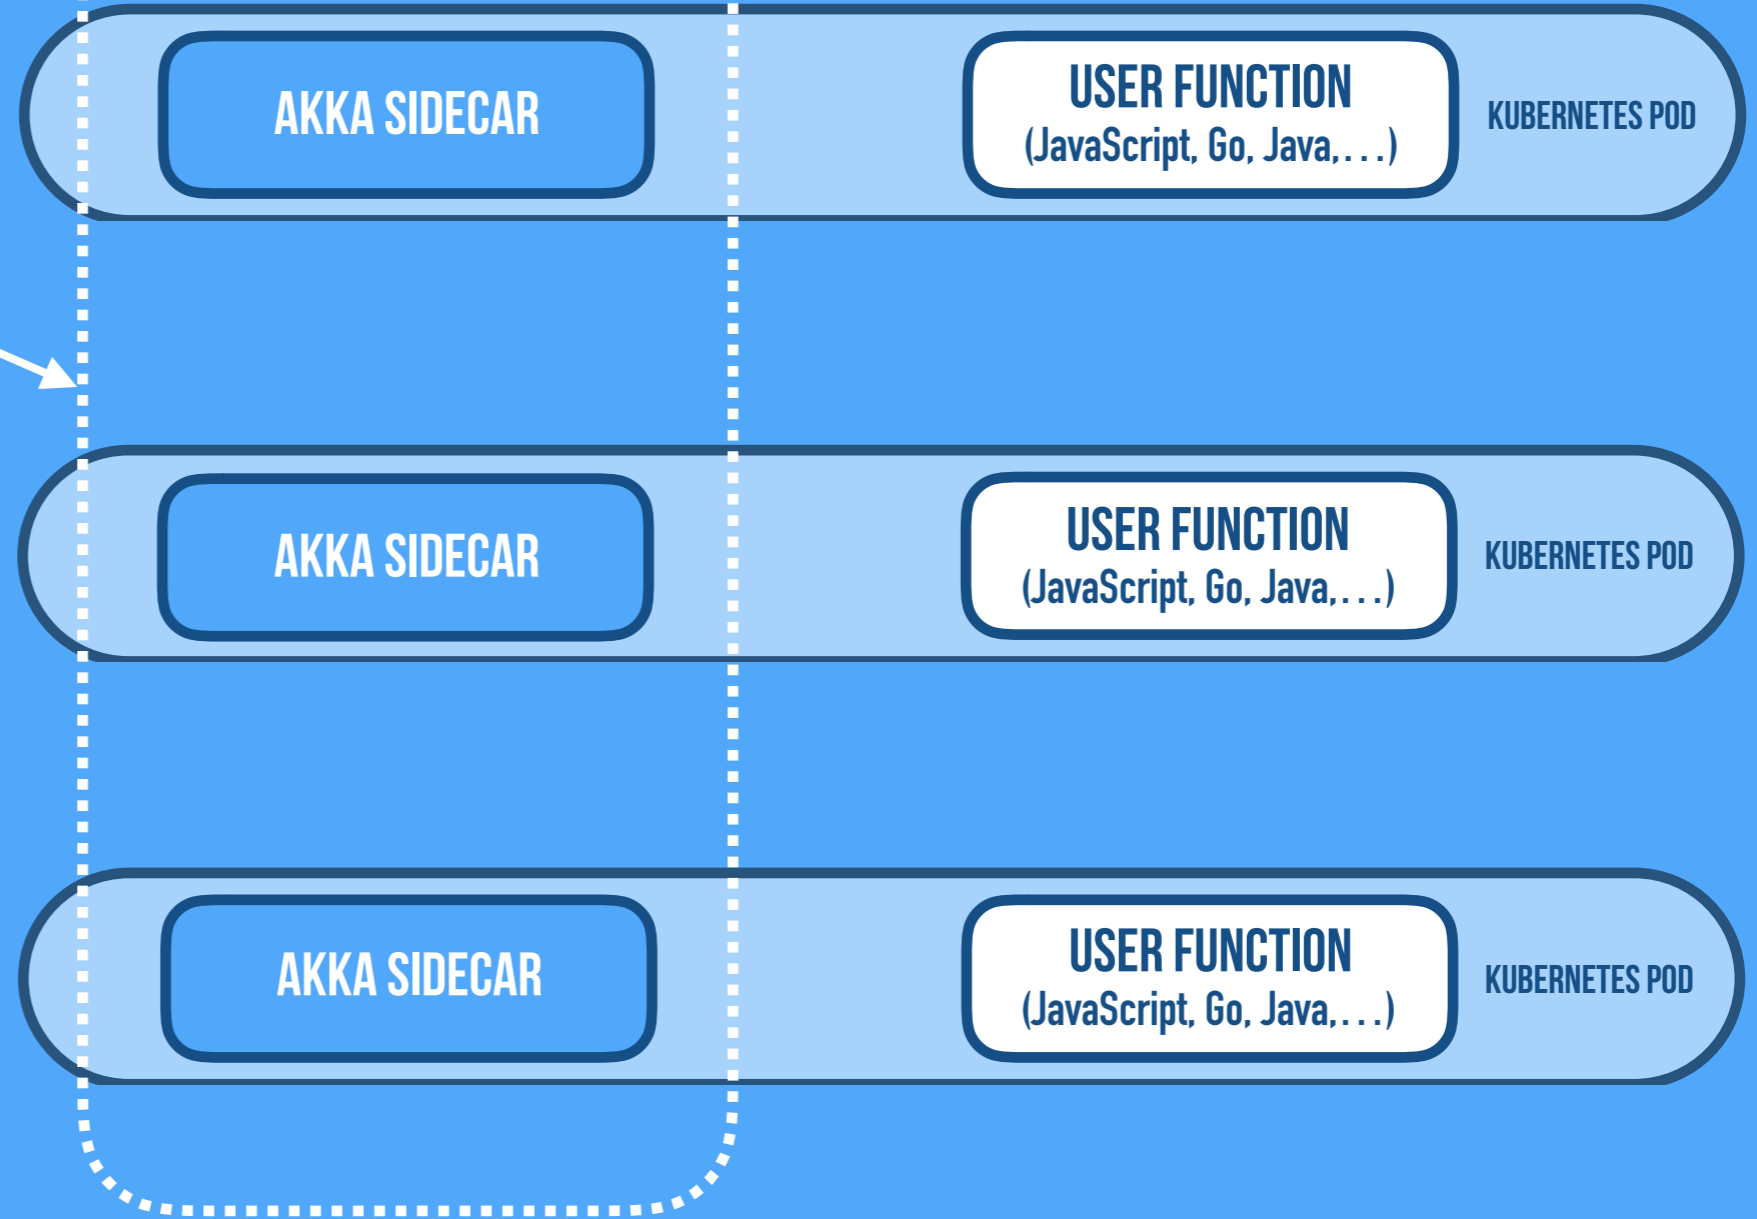 AKKA SIDECAR
USER FUNCTION
(JavaScript, Go, Java,...)
KUBERNETES POD
AKKA SIDECAR
USER FUNCTION
(JavaScript, Go, Java,...)
KUBERNETES POD
AKKA SIDECAR
USER FUNCTION
(JavaScript, Go, Java,...)
KUBERNETES POD